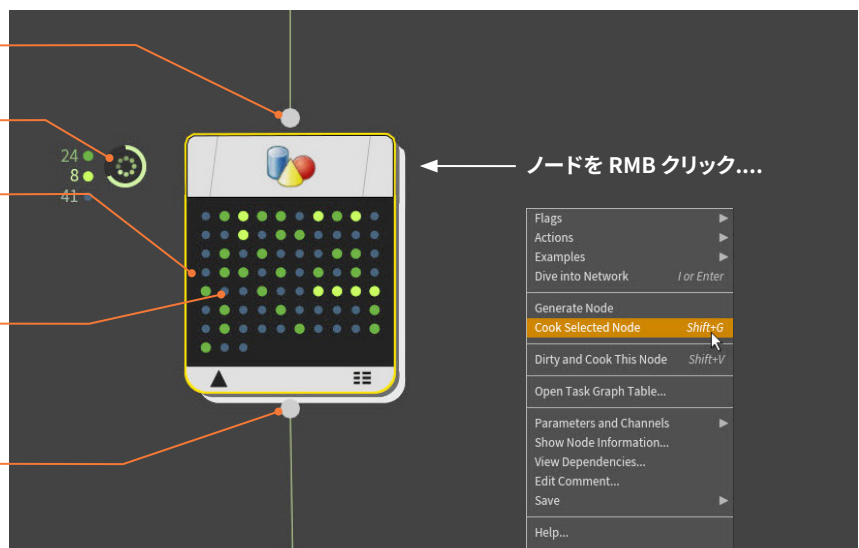 24
8
41
ノードを RMB クリック....
Flags
Actions
Examples
Dive into Network I or Enter
Generate Node
Cook Selected Node Shift+G
Dirty and Cook This Node Shift+V
Open Task Graph Table...
Parameters and Channels
Show Node Information...
View Dependencies...
Edit Comment...
Save
Help...